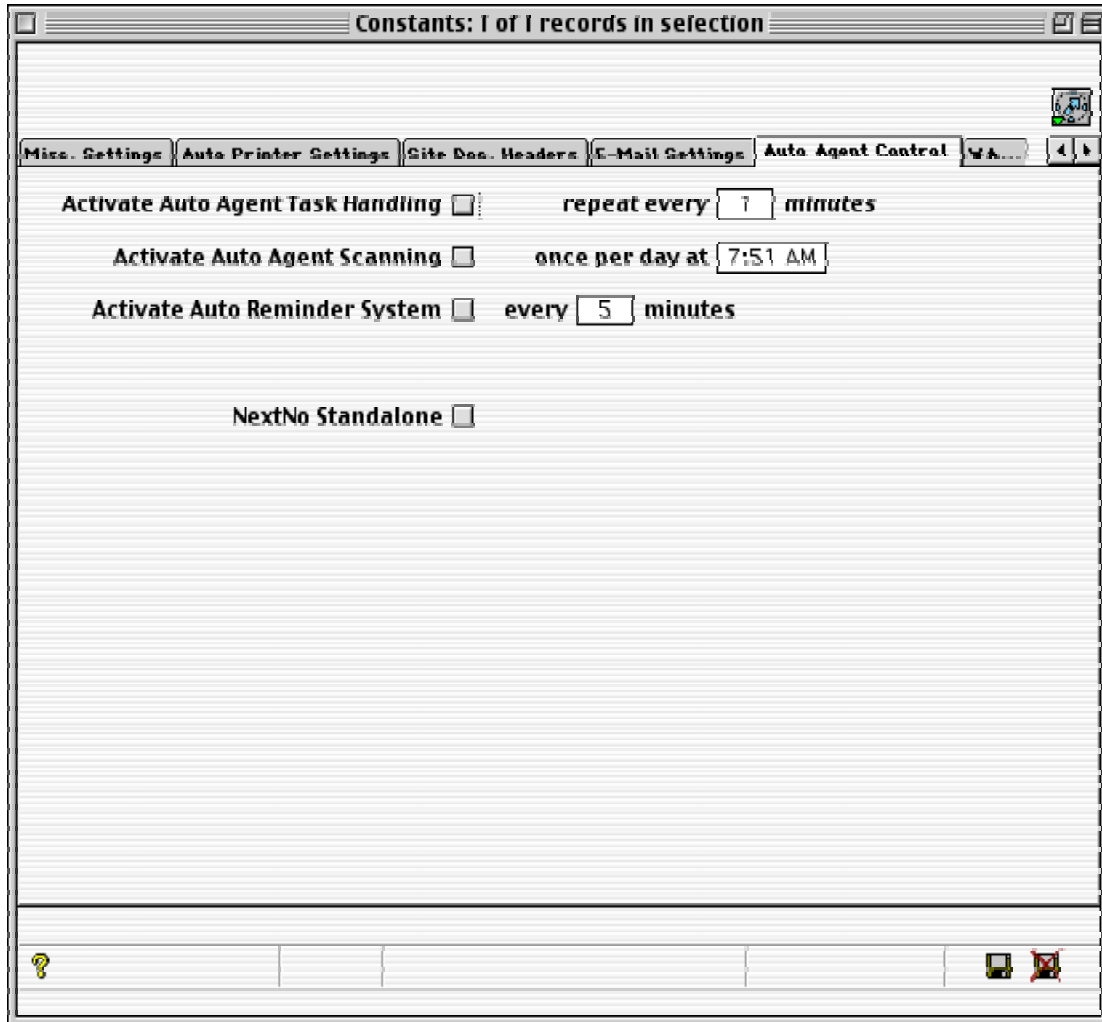 Constants: 1 of 1 records in selection
Misc. Settings Auto Printer Settings Site Doc. Headers E-Mail Settings Auto Agent Control WA...
Activate Auto Agent Task Handling repeat every 1 minutes
Activate Auto Agent Scanning once per day at 7:51 AM
Activate Auto Reminder System every 5 minutes
NextNo Standalone